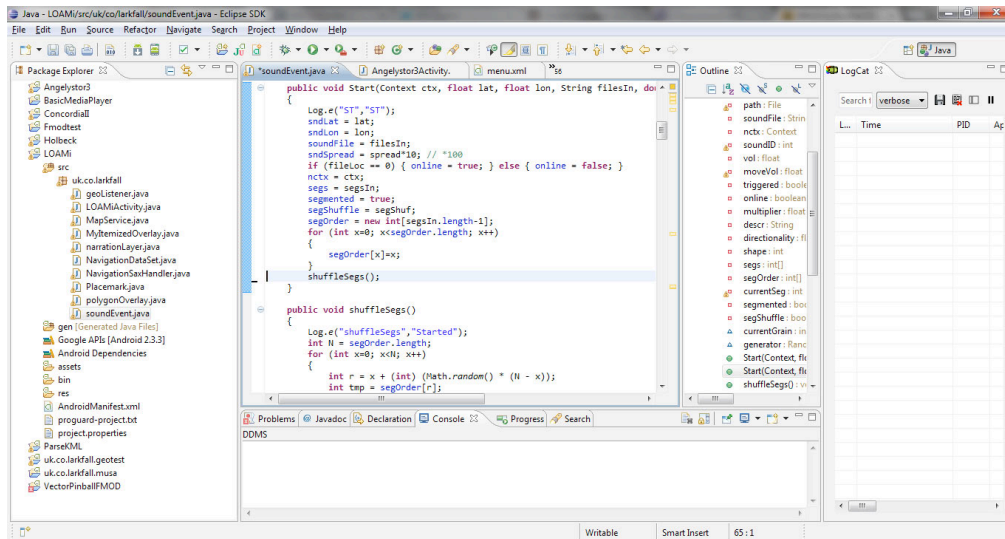 Java - LOAMi/src/uk/co/larkfall/soundEvent.java - Eclipse SDK
File Edit Run Source Refactor Navigate Search Project Window Help
Java
Package Explorer
Angelystor3
BasicMediaPlayer
ConcordiaII
Fmodtest
Holbeck
LOAMi
src
uk.co.larkfall
geoListener.java
LOAMiActivity.java
MapService.java
MyItemizedOverlay.java
narrationLayer.java
NavigationDataSet.java
NavigationSaxHandler.java
Placemark.java
polygonOverlay.java
soundEvent.java
gen [Generated Java Files]
Google APIs [Android 2.3.3]
Android Dependencies
assets
bin
res
AndroidManifest.xml
proguard-project.txt
project.properties
ParseKML
uk.co.larkfall.geotest
uk.co.larkfall.musa
VectorPinballFMOD
*soundEvent.java Angelystor3Activity. menu.xml »56
public void Start(Context ctx, float lat, float lon, String filesIn, do
{
Log.e("ST","ST");
sndLat = lat;
sndLon = lon;
soundFile = filesIn;
sndSpread = spread*10; // *100
if (fileLoc == 0) { online = true; } else { online = false; }
nctx = ctx;
segs = segsIn;
segmented = true;
segShuffle = segShuf;
segOrder = new int[segsIn.length-1];
for (int x=0; x<segOrder.length; x++)
{
segOrder[x]=x;
}
shuffleSegs();
}
public void shuffleSegs()
{
Log.e("shuffleSegs","Started");
int N = segOrder.length;
for (int x=0; x<N; x++)
{
int r = x + (int) (Math.random() * (N - x));
int tmp = segOrder[r];
Outline
path : File
soundFile : Strin
nctx : Context
soundID : int
vol : float
moveVol : float
triggered : boole
online : boolean
multiplier : float
descr : String
directionality : fl
shape : int
segs : int[]
segOrder : int[]
currentSeg : int
segmented : boo
segShuffle : boo
currentGrain : in
generator : Ranc
Start(Context, fl
Start(Context, fl
shuffleSegs() : v
LogCat
Search verbose
L... Time PID Ap
Problems Javadoc Declaration Console Progress Search
DDMS
Writable Smart Insert 65 : 1